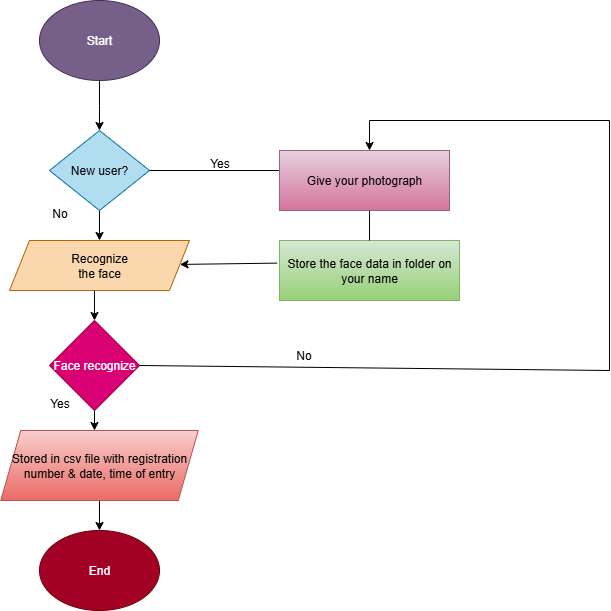 Start
New user?
Yes
Give your photograph
No
Recognize
the face
Store the face data in folder on
your name
Face recognize
No
Yes
Stored in csv file with registration
number & date, time of entry
End